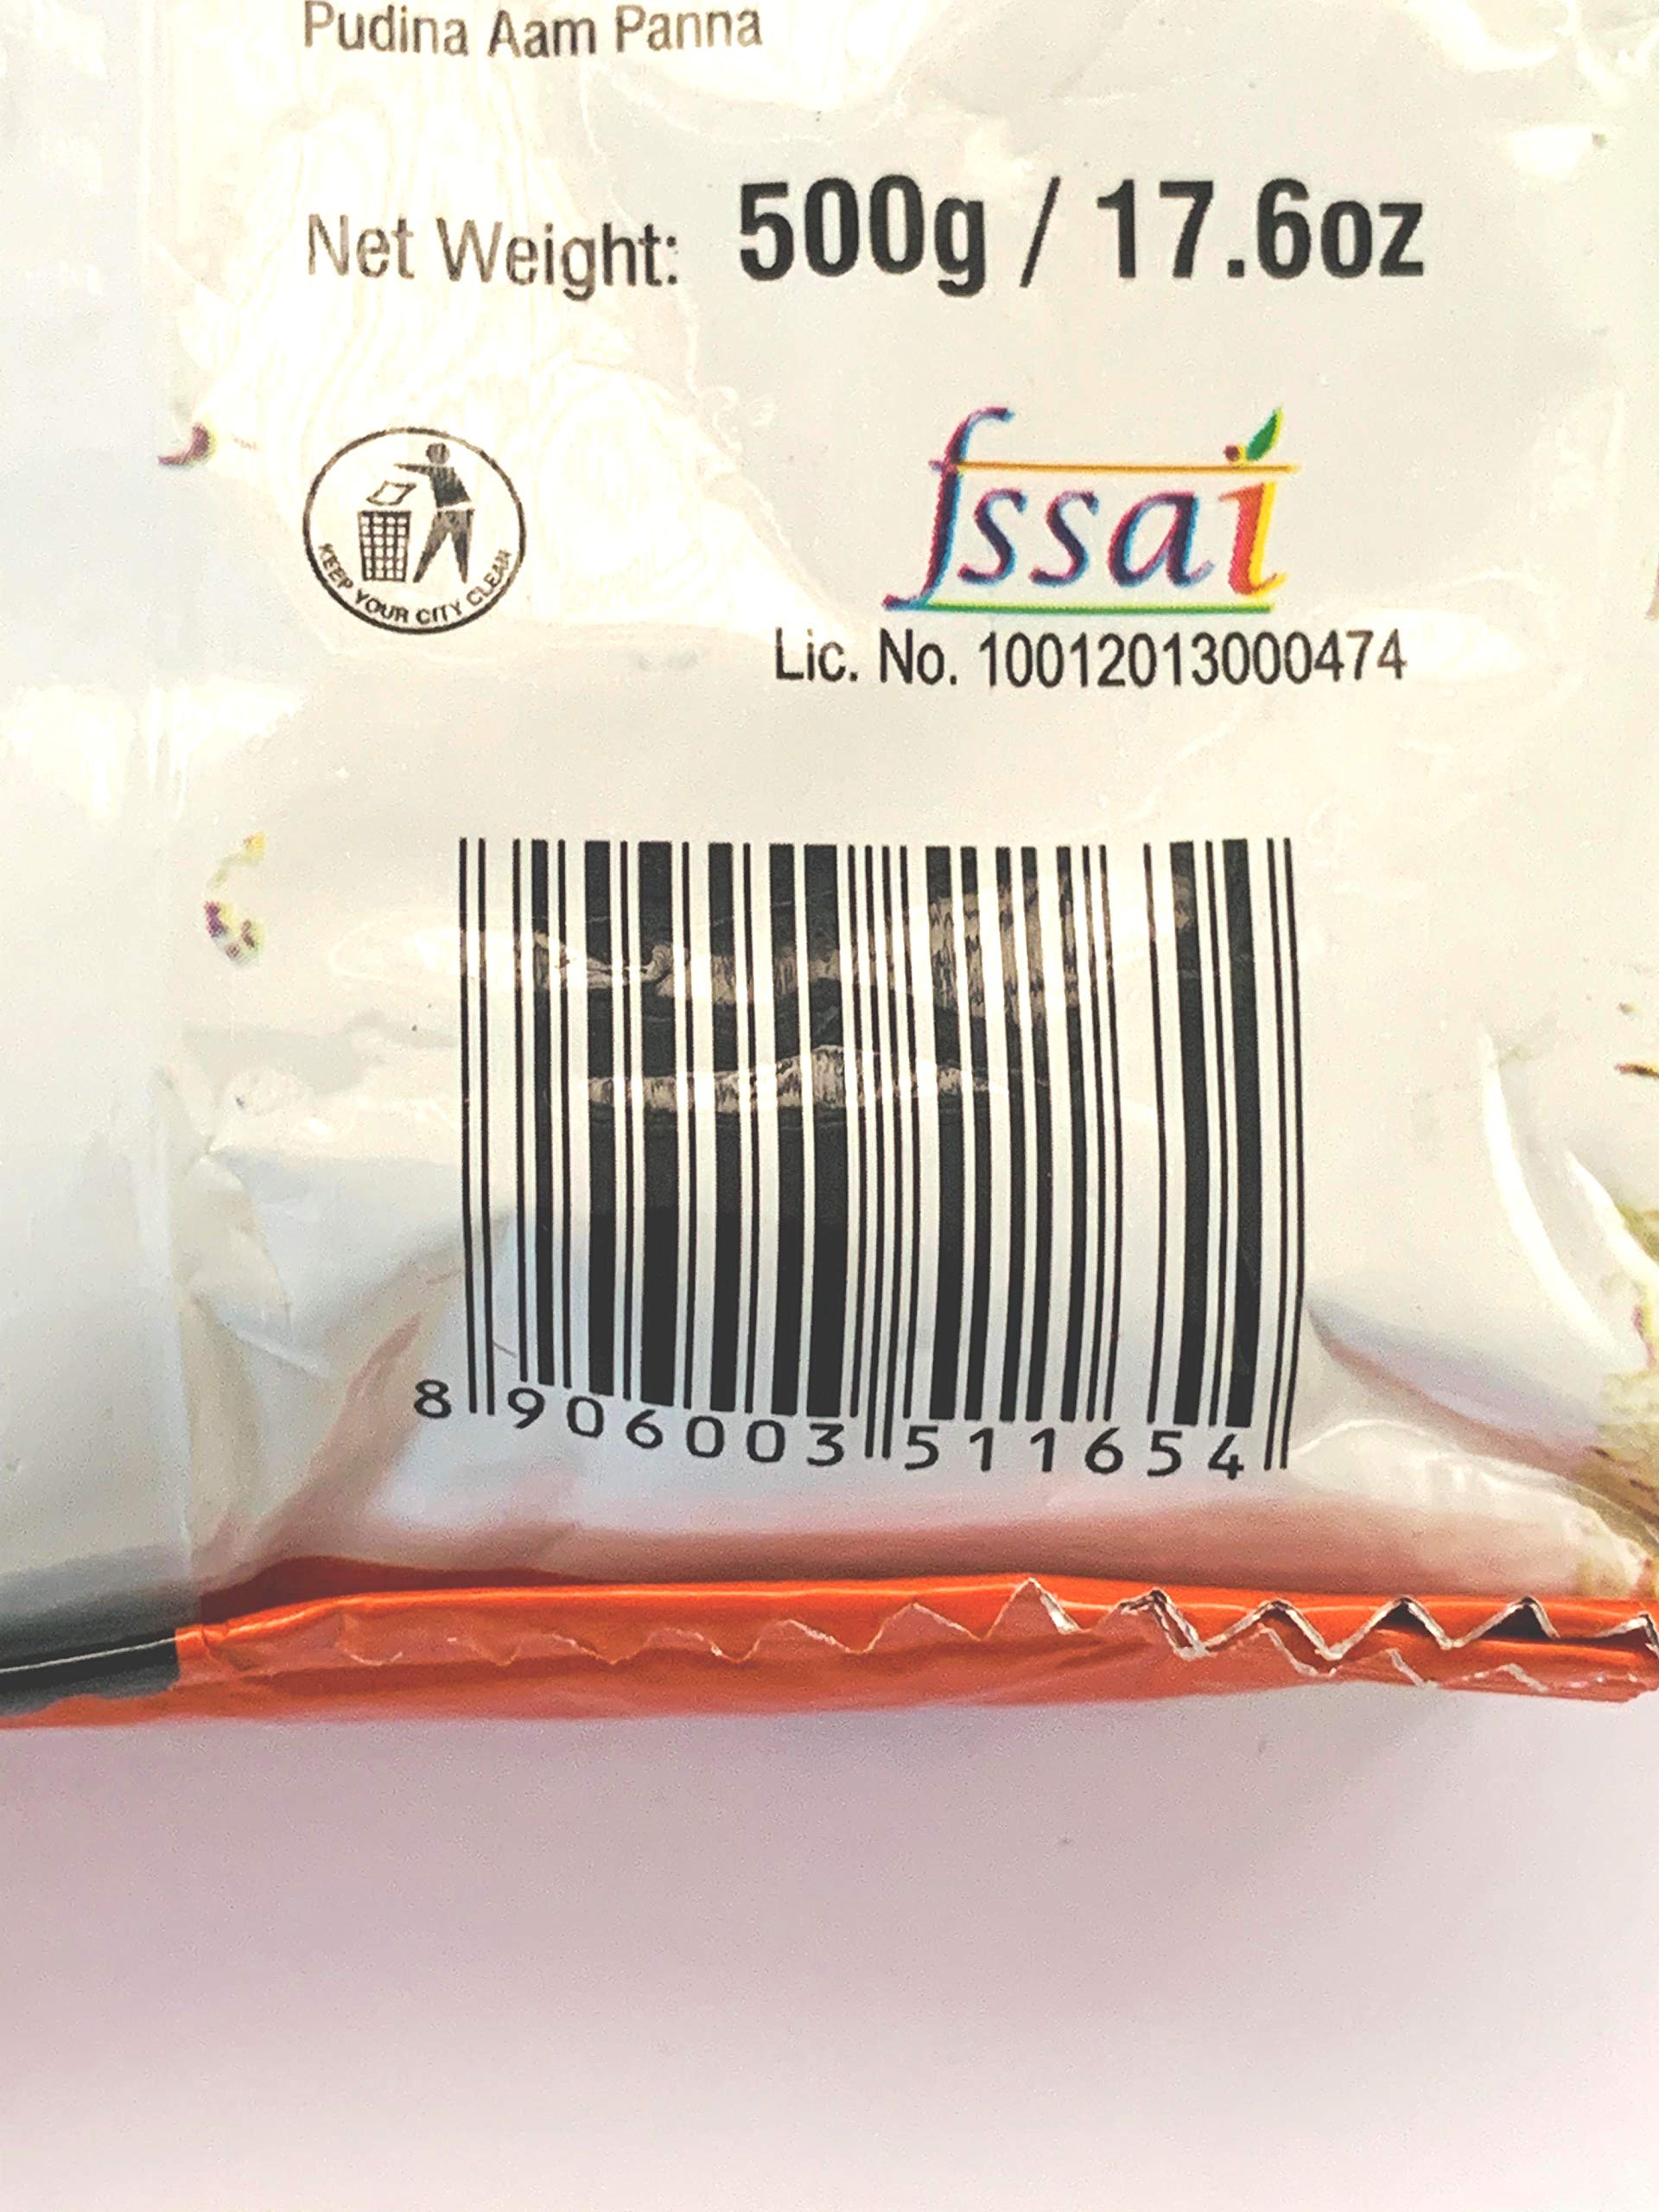 Pudina Aam Panna
Net Weight: 500g / 17.6oz
KEEP YOUR CITY CLEAN
fssai
Lic. No. 10012013000474
8 906003 511654